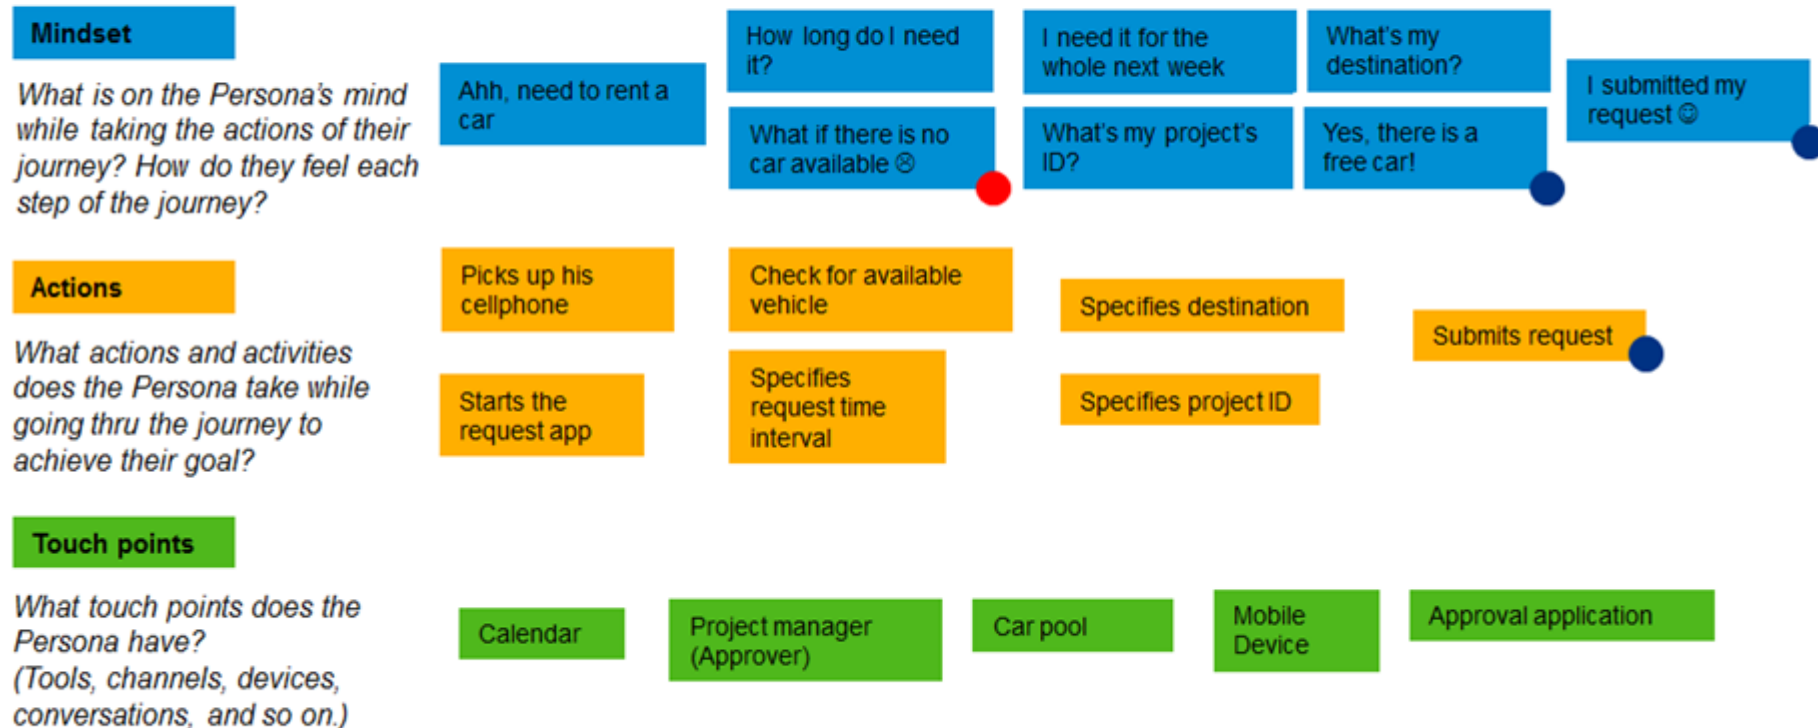 Mindset
What is on the Persona's mind
while taking the actions of their
journey? How do they feel each
step of the journey?
Ahh, need to rent a
car
How long do I need
it?
What if there is no
car available ☹
I need it for the
whole next week
What's my project's
ID?
What's my
destination?
Yes, there is a
free car!
I submitted my
request ☺
Actions
What actions and activities
does the Persona take while
going thru the journey to
achieve their goal?
Picks up his
cellphone
Starts the
request app
Check for available
vehicle
Specifies
request time
interval
Specifies destination
Specifies project ID
Submits request
Touch points
What touch points does the
Persona have?
(Tools, channels, devices,
conversations, and so on.)
Calendar
Project manager
(Approver)
Car pool
Mobile
Device
Approval application